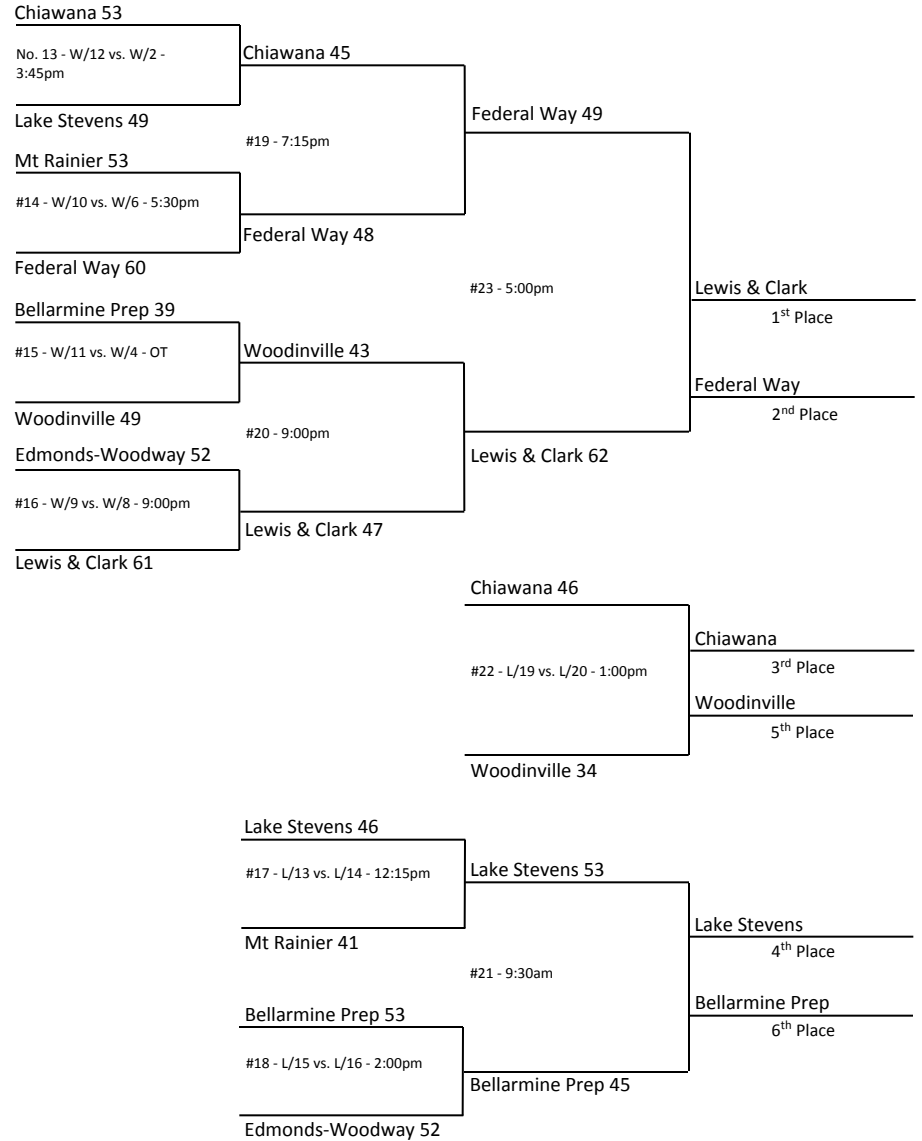 Chiawana 53
No. 13 - W/12 vs. W/2 -
3:45pm
Lake Stevens 49
Chiawana 45
#19 - 7:15pm
Mt Rainier 53
#14 - W/10 vs. W/6 - 5:30pm
Federal Way 60
Federal Way 48
Federal Way 49
#23 - 5:00pm
Bellarmine Prep 39
#15 - W/11 vs. W/4 - OT
Woodinville 49
Woodinville 43
#20 - 9:00pm
Edmonds-Woodway 52
#16 - W/9 vs. W/8 - 9:00pm
Lewis & Clark 61
Lewis & Clark 47
Lewis & Clark 62
Lewis & Clark
1st Place
Federal Way
2nd Place
Chiawana 46
#22 - L/19 vs. L/20 - 1:00pm
Woodinville 34
Chiawana
3rd Place
Woodinville
5th Place
Lake Stevens 46
#17 - L/13 vs. L/14 - 12:15pm
Mt Rainier 41
Lake Stevens 53
#21 - 9:30am
Bellarmine Prep 53
#18 - L/15 vs. L/16 - 2:00pm
Edmonds-Woodway 52
Bellarmine Prep 45
Lake Stevens
4th Place
Bellarmine Prep
6th Place